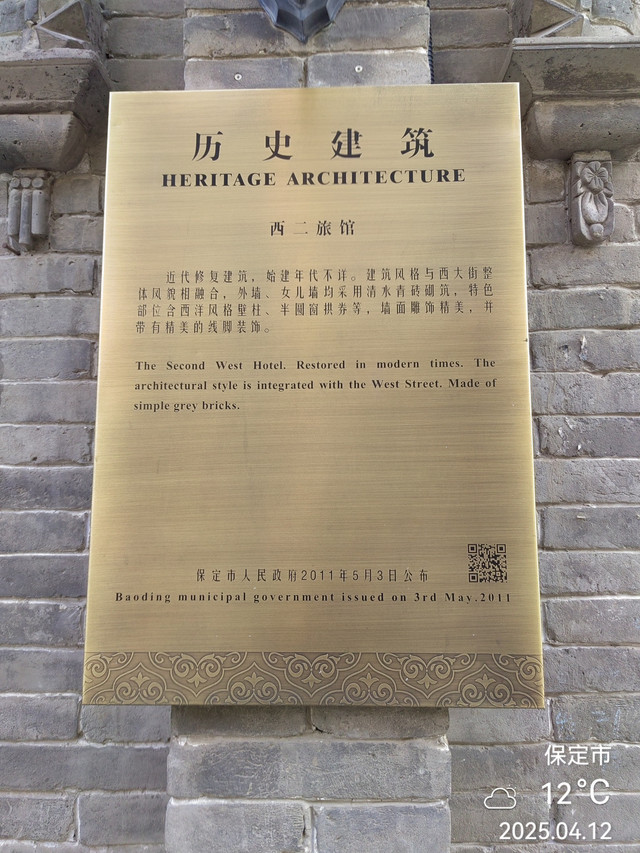 历史建筑
HERITAGE ARCHITECTURE
西二旅馆
近代修复建筑，始建年代不详。建筑风格与西大街整
体风貌相融合，外墙、女儿墙均采用清水青砖砌筑，特色
部位含西洋风格壁柱、半圆窗拱券等，墙面雕饰精美，并
带有精美的线脚装饰。
The Second West Hotel. Restored in modern times. The
architectural style is integrated with the West Street. Made of
simple grey bricks.
保定市人民政府2011年5月3日公布
Baoding municipal government issued on 3rd May.2011
保定市
12°C
2025.04.12